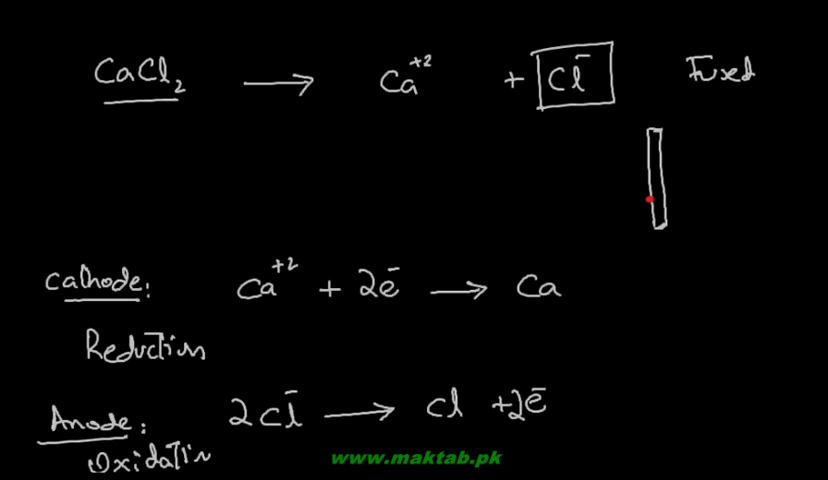 CaCl₂ → Ca⁺² + Cl⁻ Fused
Cathode: Ca⁺² + 2e⁻ → Ca
Reduction
Anode: 2Cl⁻ → Cl + 2e⁻
Oxidation
www.maktab.pk